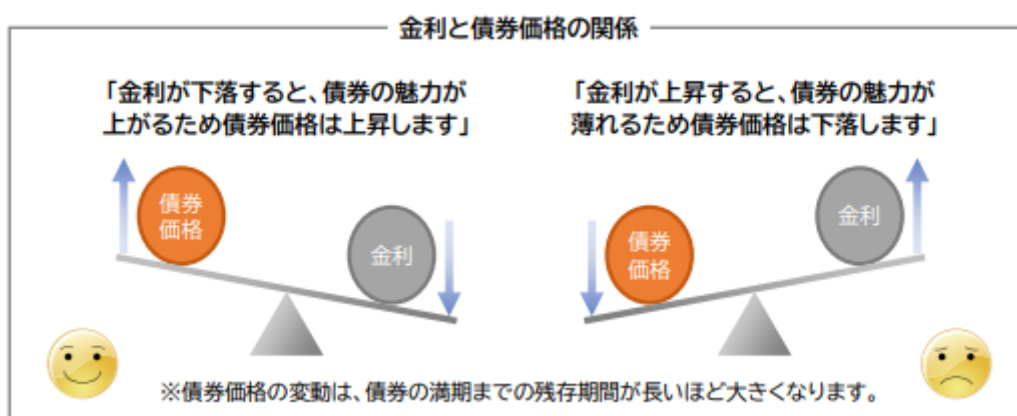 金利と債券価格の関係
「金利が下落すると、債券の魅力が
上がるため債券価格は上昇します」
債券
価格
金利
「金利が上昇すると、債券の魅力が
薄れるため債券価格は下落します」
債券
価格
金利
※債券価格の変動は、債券の満期までの残存期間が長いほど大きくなります。